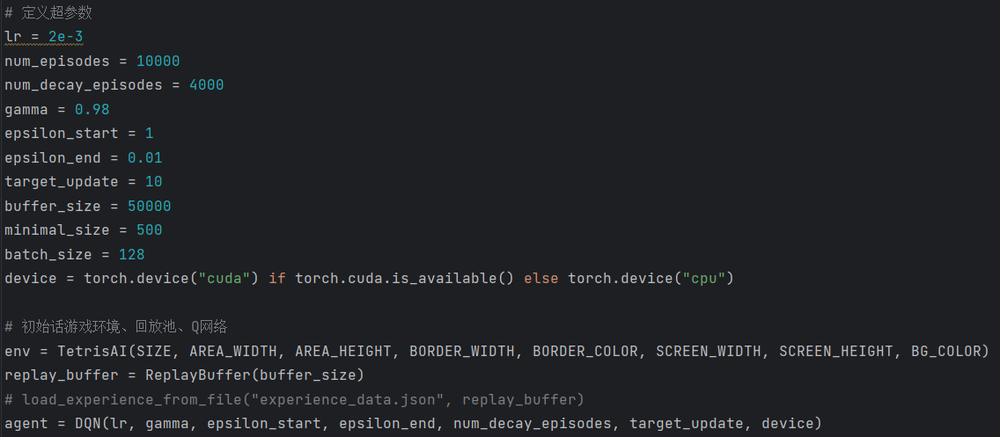 # 定义超参数
lr = 2e-3
num_episodes = 10000
num_decay_episodes = 4000
gamma = 0.98
epsilon_start = 1
epsilon_end = 0.01
target_update = 10
buffer_size = 50000
minimal_size = 500
batch_size = 128
device = torch.device("cuda") if torch.cuda.is_available() else torch.device("cpu")
# 初始话游戏环境、回放池、Q网络
env = TetrisAI(SIZE, AREA_WIDTH, AREA_HEIGHT, BORDER_WIDTH, BORDER_COLOR, SCREEN_WIDTH, SCREEN_HEIGHT, BG_COLOR)
replay_buffer = ReplayBuffer(buffer_size)
# load_experience_from_file("experience_data.json", replay_buffer)
agent = DQN(lr, gamma, epsilon_start, epsilon_end, num_decay_episodes, target_update, device)